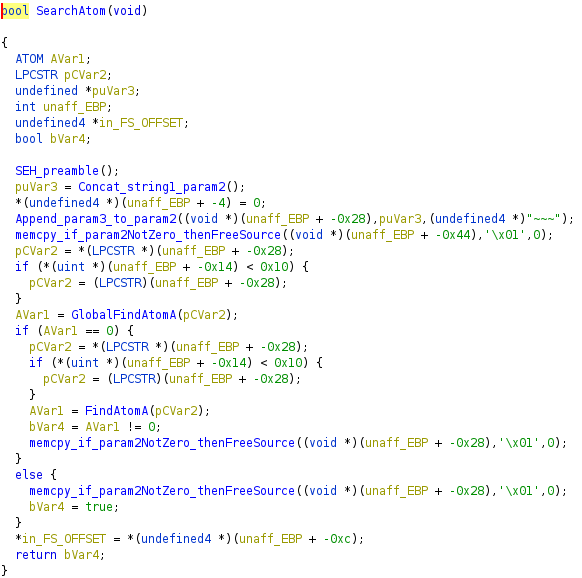 bool SearchAtom(void)
{
ATOM AVar1;
LPCSTR pCVar2;
undefined *puVar3;
int unaff_EBP;
undefined4 *in_FS_OFFSET;
bool bVar4;
SEH_preamble();
puVar3 = Concat_string1_param2();
*(undefined4 *)(unaff_EBP + -4) = 0;
Append_param3_to_param2((void *)(unaff_EBP + -0x28),puVar3,(undefined4 *)"~~~");
memcpy_if_param2NotZero_thenFreeSource((void *)(unaff_EBP + -0x44),'\x01',0);
pCVar2 = *(LPCSTR *)(unaff_EBP + -0x28);
if (*(uint *)(unaff_EBP + -0x14) < 0x10) {
pCVar2 = (LPCSTR)(unaff_EBP + -0x28);
}
AVar1 = GlobalFindAtomA(pCVar2);
if (AVar1 == 0) {
pCVar2 = *(LPCSTR *)(unaff_EBP + -0x28);
if (*(uint *)(unaff_EBP + -0x14) < 0x10) {
pCVar2 = (LPCSTR)(unaff_EBP + -0x28);
}
AVar1 = FindAtomA(pCVar2);
bVar4 = AVar1 != 0;
memcpy_if_param2NotZero_thenFreeSource((void *)(unaff_EBP + -0x28),'\x01',0);
}
else {
memcpy_if_param2NotZero_thenFreeSource((void *)(unaff_EBP + -0x28),'\x01',0);
bVar4 = true;
}
*in_FS_OFFSET = *(undefined4 *)(unaff_EBP + -0xc);
return bVar4;
}